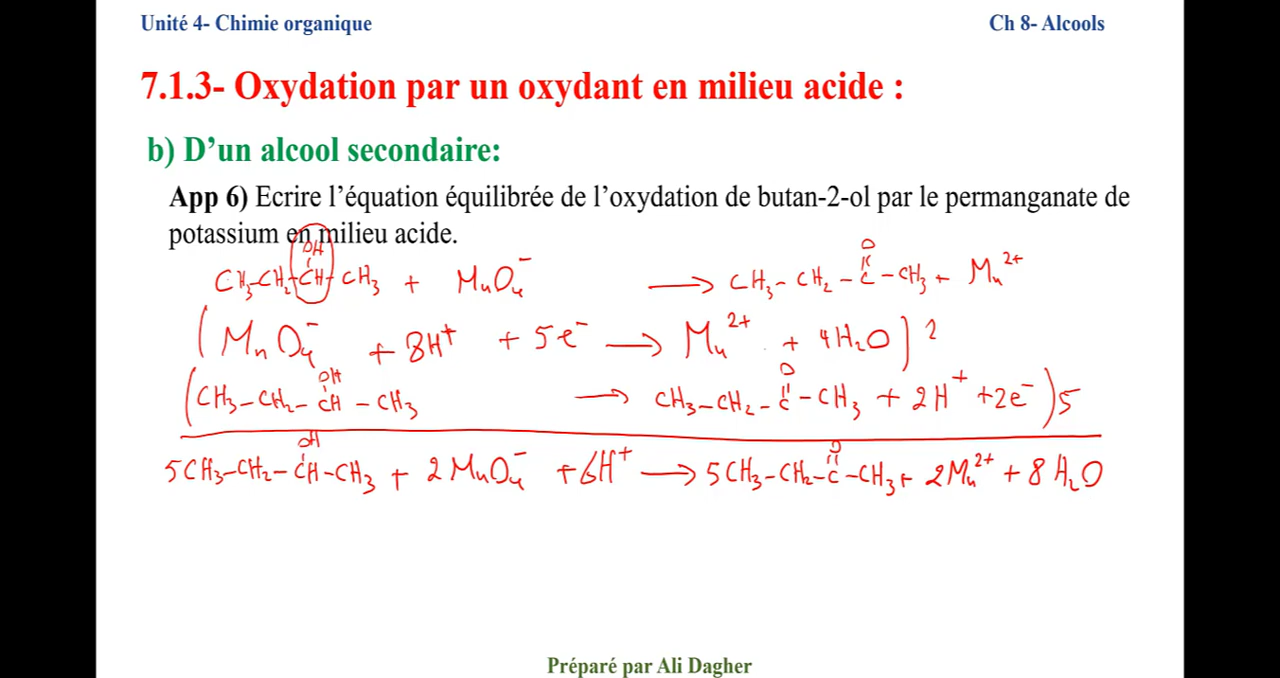 Unité 4- Chimie organique Ch 8- Alcools
7.1.3- Oxydation par un oxydant en milieu acide :
b) D’un alcool secondaire:
App 6) Ecrire l’équation équilibrée de l’oxydation de butan-2-ol par le permanganate de
potassium en milieu acide.
OH O
CH3-CH2-CH-CH3 + MnO4- → CH3-CH2-C-CH3 + Mn2+
(MnO4- + 8H+ + 5e- → Mn2+ + 4H2O) 2
OH O
(CH3-CH2-CH-CH3 → CH3-CH2-C-CH3 + 2H+ + 2e-) 5
OH O
5CH3-CH2-CH-CH3 + 2MnO4- + 6H+ → 5CH3-CH2-C-CH3 + 2Mn2+ + 8H2O
Préparé par Ali Dagher